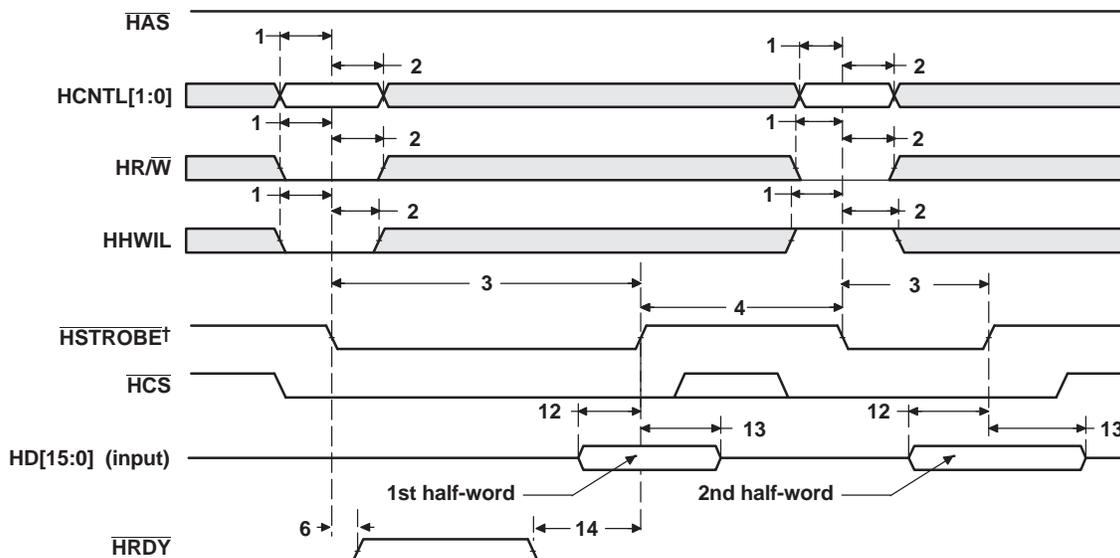 HAS
1
2
1
2
HCNTL[1:0]
1
2
1
2
HR/W
1
2
1
2
HHWIL
3
3
4
HSTROBE†
HCS
12
13
12
13
HD[15:0] (input)
1st half-word
2nd half-word
6
14
HRDY